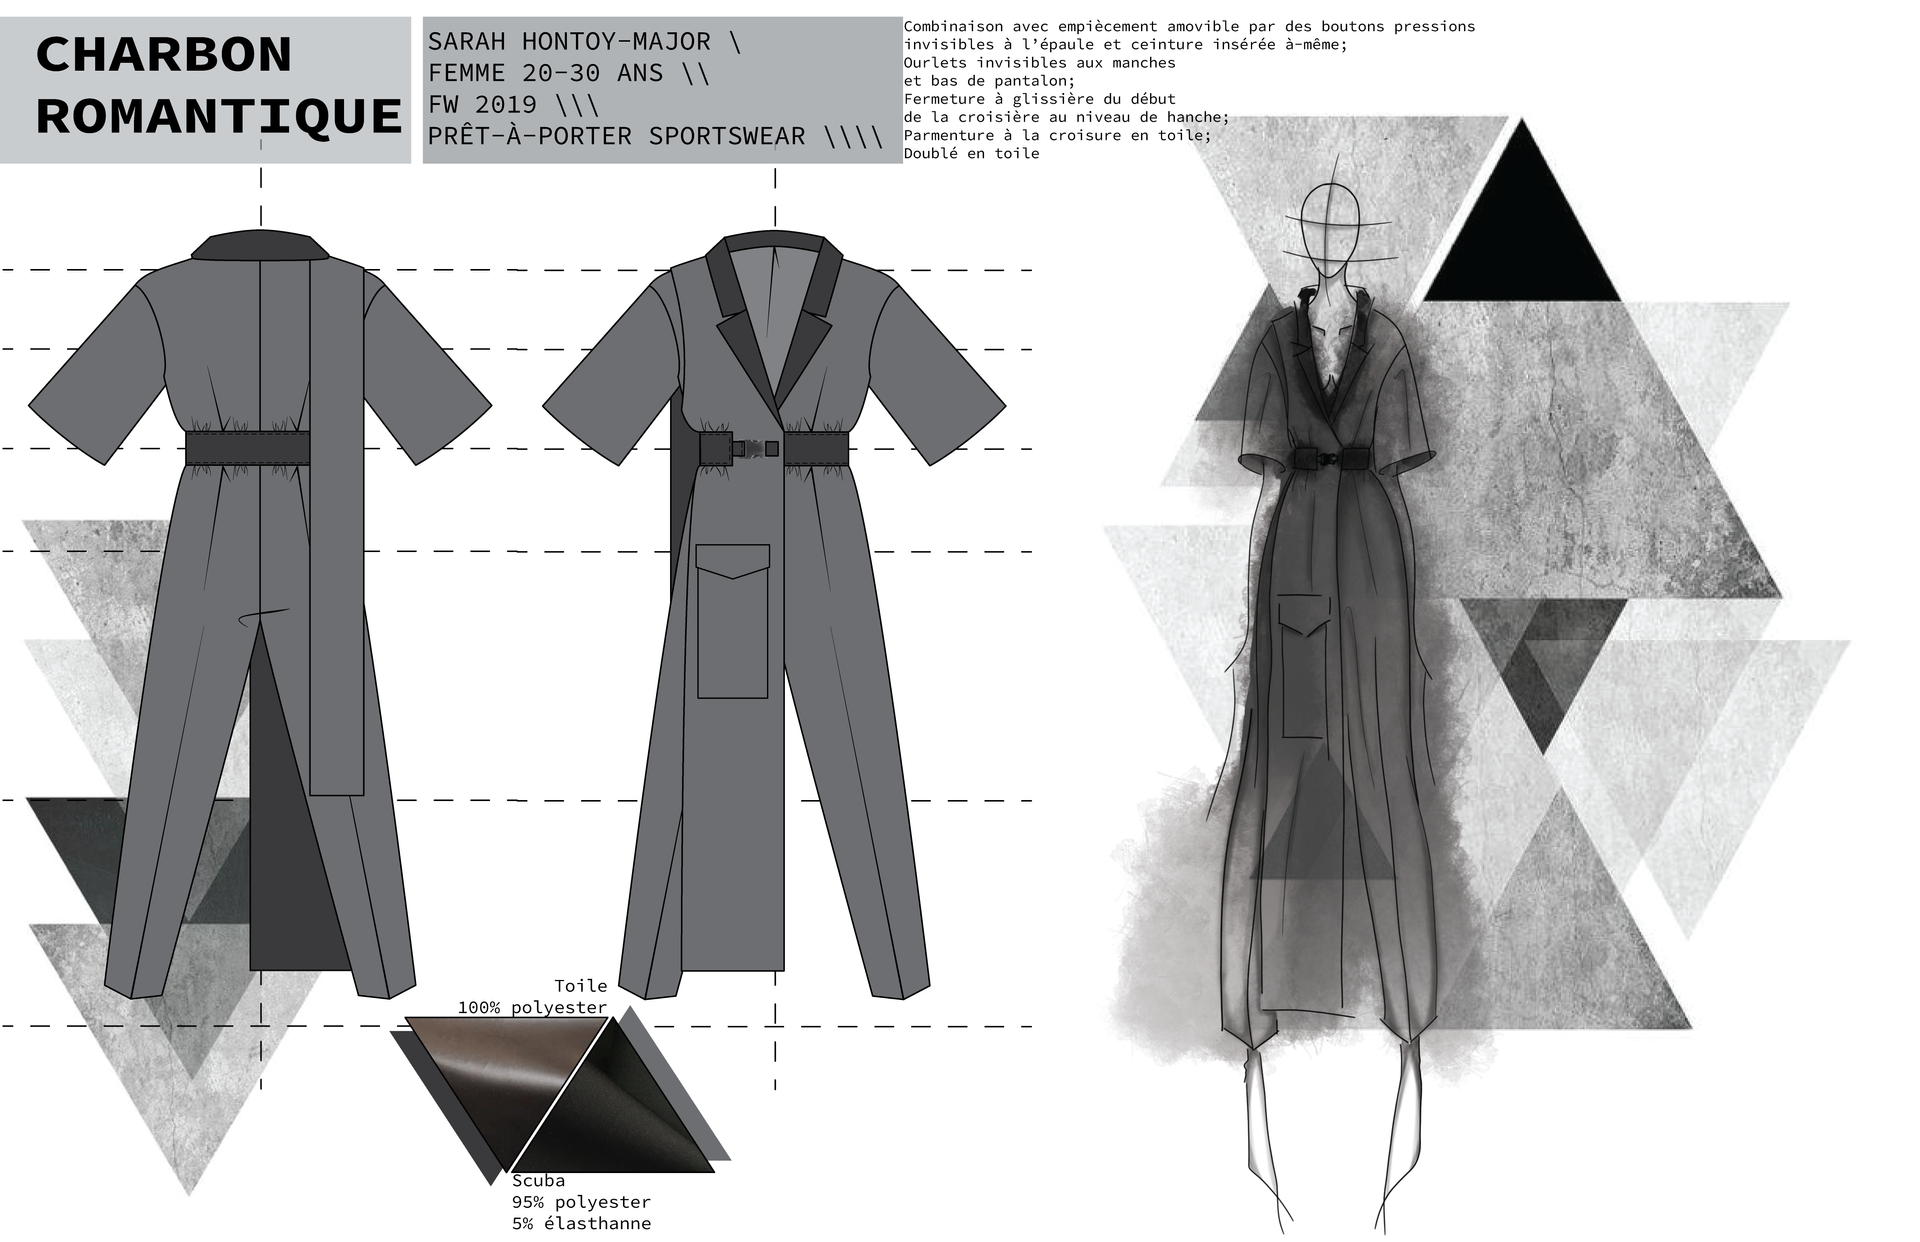 CHARBON
ROMANTIQUE
SARAH HONTOY-MAJOR \
FEMME 20-30 ANS \\
FW 2019 \\\
PRÊT-À-PORTER SPORTSWEAR \\\\
Combinaison avec empiècement amovible par des boutons pressions
invisibles à l’épaule et ceinture insérée à-même;
Ourlets invisibles aux manches
et bas de pantalon;
Fermeture à glissière du début
de la croisière au niveau de hanche;
Parmenture à la croisure en toile;
Doublé en toile
Toile
100% polyester
Scuba
95% polyester
5% élasthanne